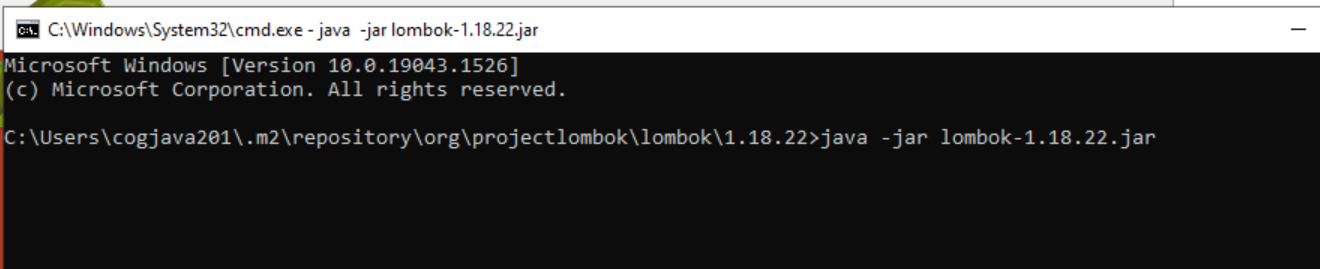 C:\Windows\System32\cmd.exe - java  -jar lombok-1.18.22.jar
Microsoft Windows [Version 10.0.19043.1526]
(c) Microsoft Corporation. All rights reserved.
C:\Users\cogjava201\.m2\repository\org\projectlombok\lombok\1.18.22>java -jar lombok-1.18.22.jar